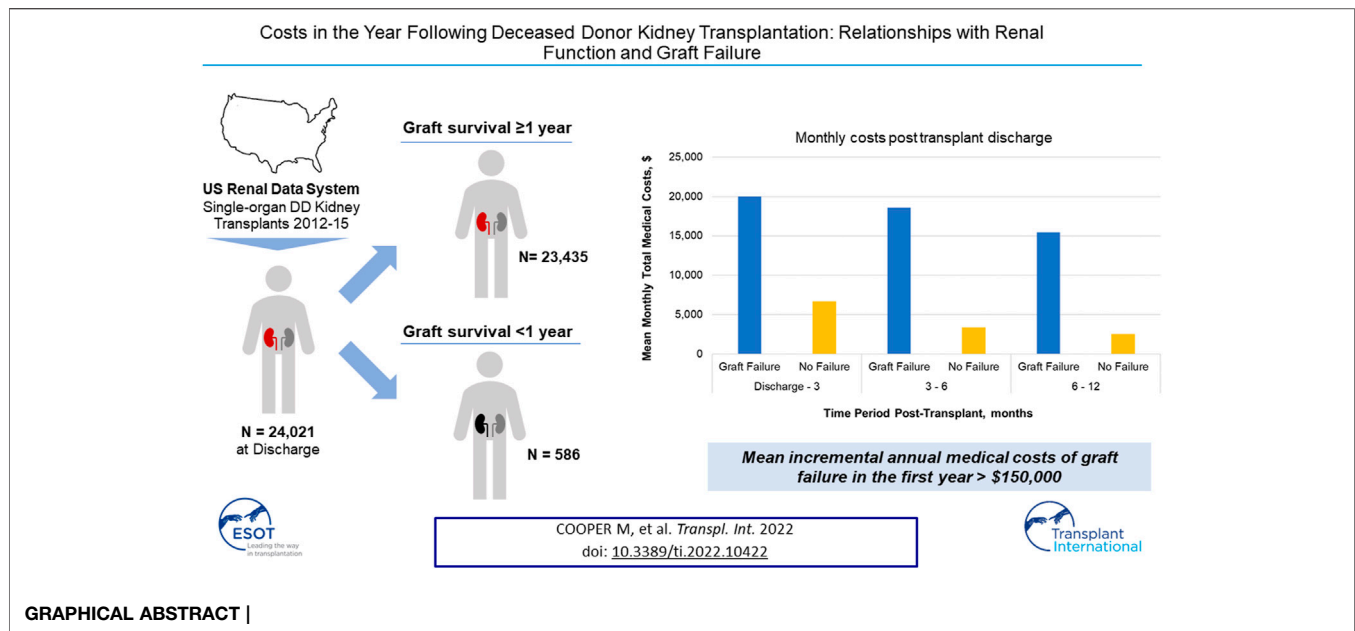 Costs in the Year Following Deceased Donor Kidney Transplantation: Relationships with Renal
Function and Graft Failure
US Renal Data System
Single-organ DD Kidney
Transplants 2012-15
N = 24,021
at Discharge
Graft survival ≥1 year
N= 23,435
Graft survival <1 year
N = 586
Monthly costs post transplant discharge
Mean Monthly Total Medical Costs, $
25,000
20,000
15,000
10,000
5,000
0
Graft Failure No Failure Graft Failure No Failure Graft Failure No Failure
Discharge - 3 3 - 6 6 - 12
Time Period Post-Transplant, months
Mean incremental annual medical costs of graft
failure in the first year > $150,000
ESOT
Leading the way
in transplantation
COOPER M, et al. Transpl. Int. 2022
doi: 10.3389/ti.2022.10422
Transplant
International
GRAPHICAL ABSTRACT |